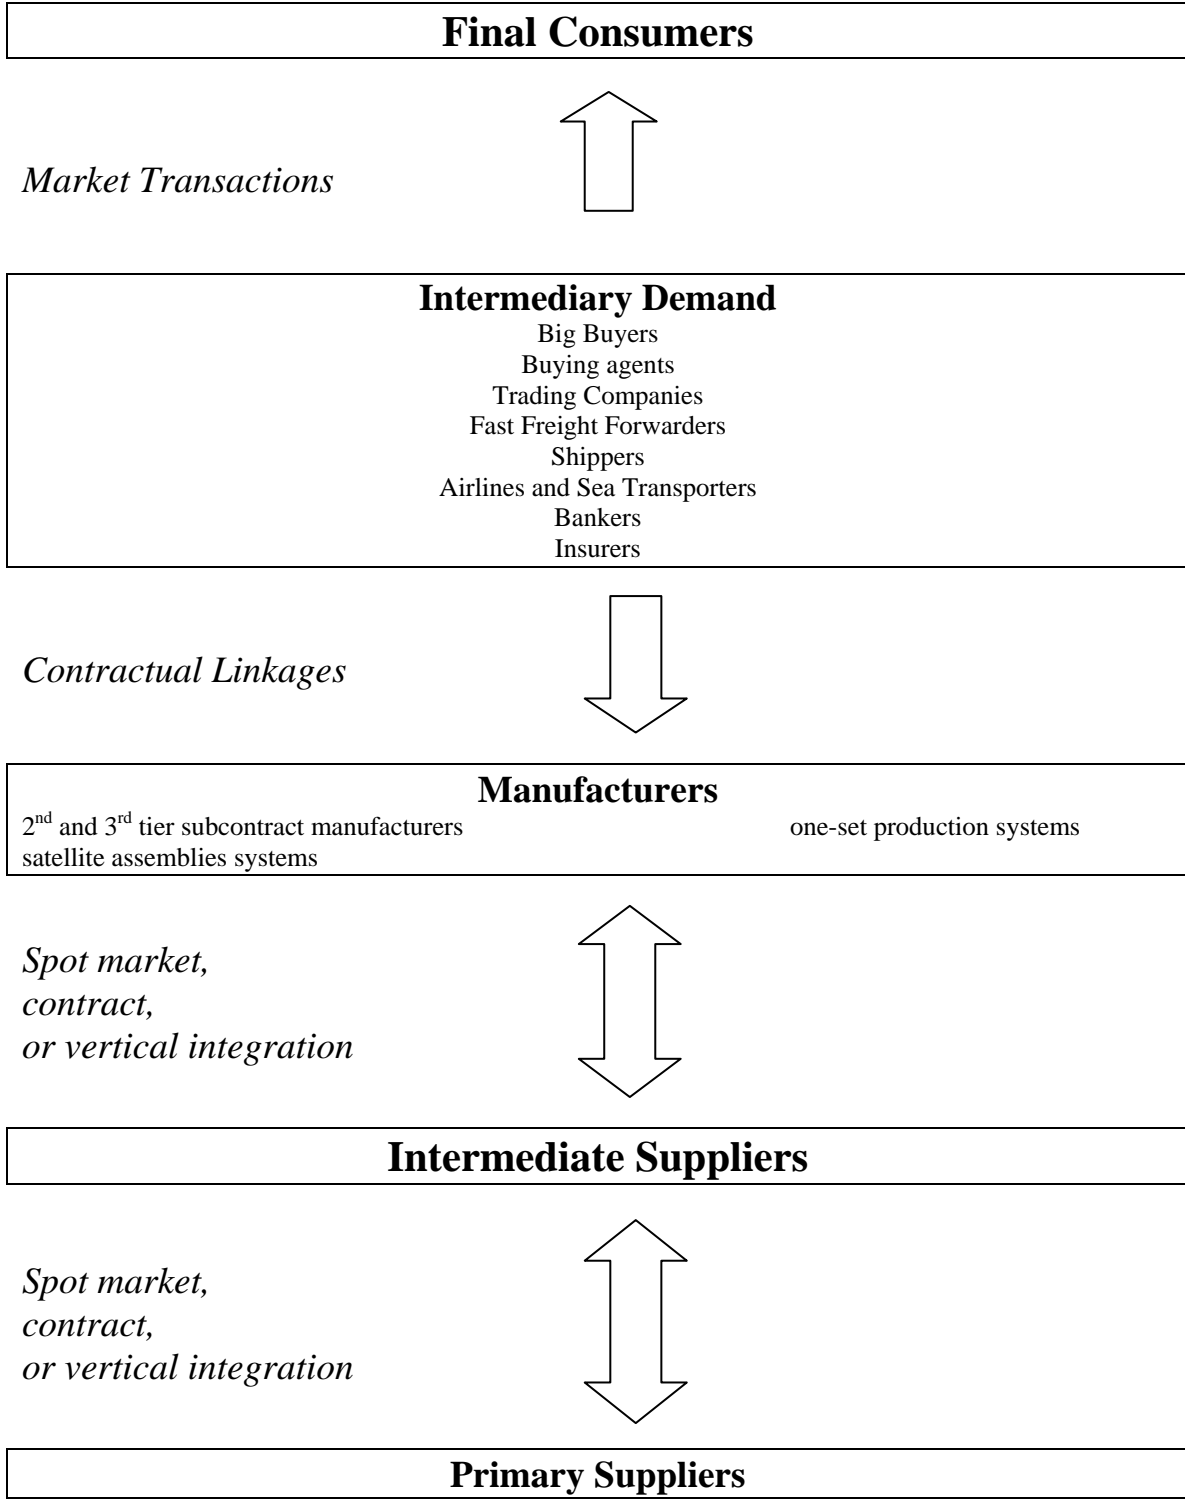 Final Consumers
Market Transactions
Intermediary Demand
Big Buyers
Buying agents
Trading Companies
Fast Freight Forwarders
Shippers
Airlines and Sea Transporters
Bankers
Insurers
Contractual Linkages
Manufacturers
2nd and 3rd tier subcontract manufacturers one-set production systems
satellite assemblies systems
Spot market,
contract,
or vertical integration
Intermediate Suppliers
Spot market,
contract,
or vertical integration
Primary Suppliers